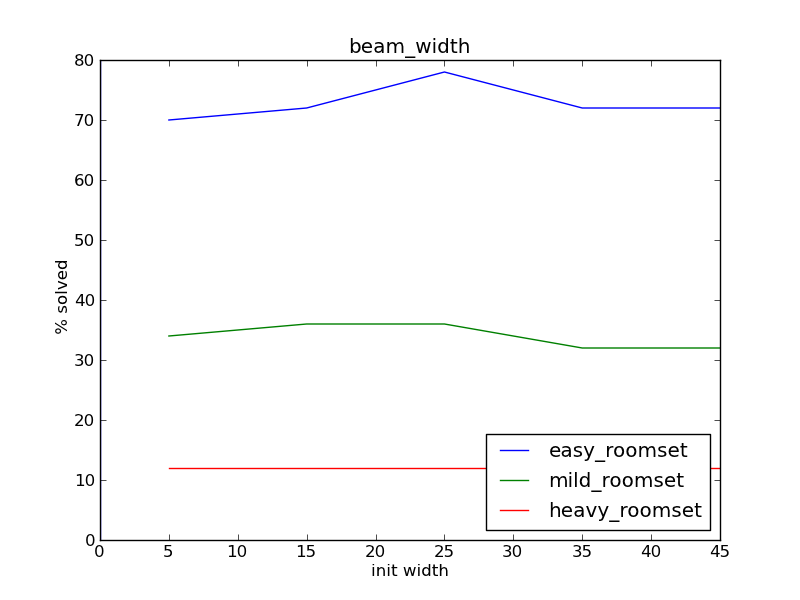 beam_width
80
70
60
50
40
30
20
10
0
% solved
easy_roomset
mild_roomset
heavy_roomset
0 5 10 15 20 25 30 35 40 45
init width